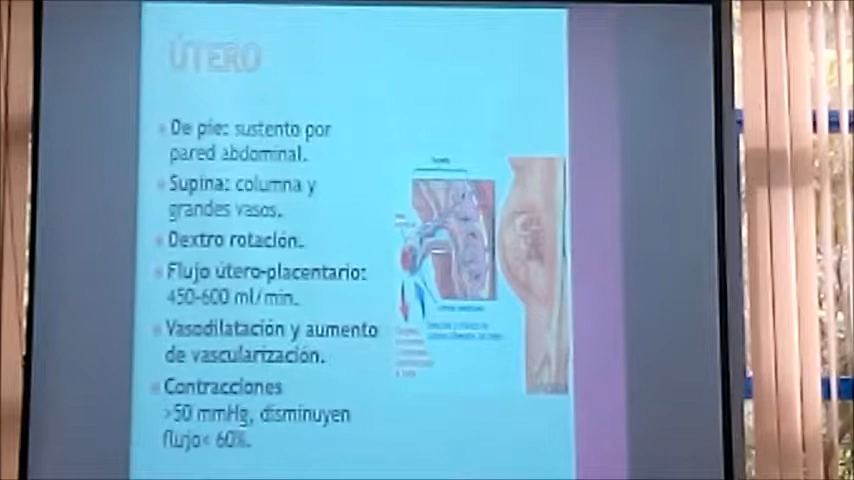 ÚTERO
De pie: sustento por
pared abdominal.
Supina: columna y
grandes vasos.
Dextro rotación.
Flujo útero-placentario:
450-600 ml/min.
Vasodilatación y aumento
de vascularización.
Contracciones
>50 mmHg, disminuyen
flujo< 60%.